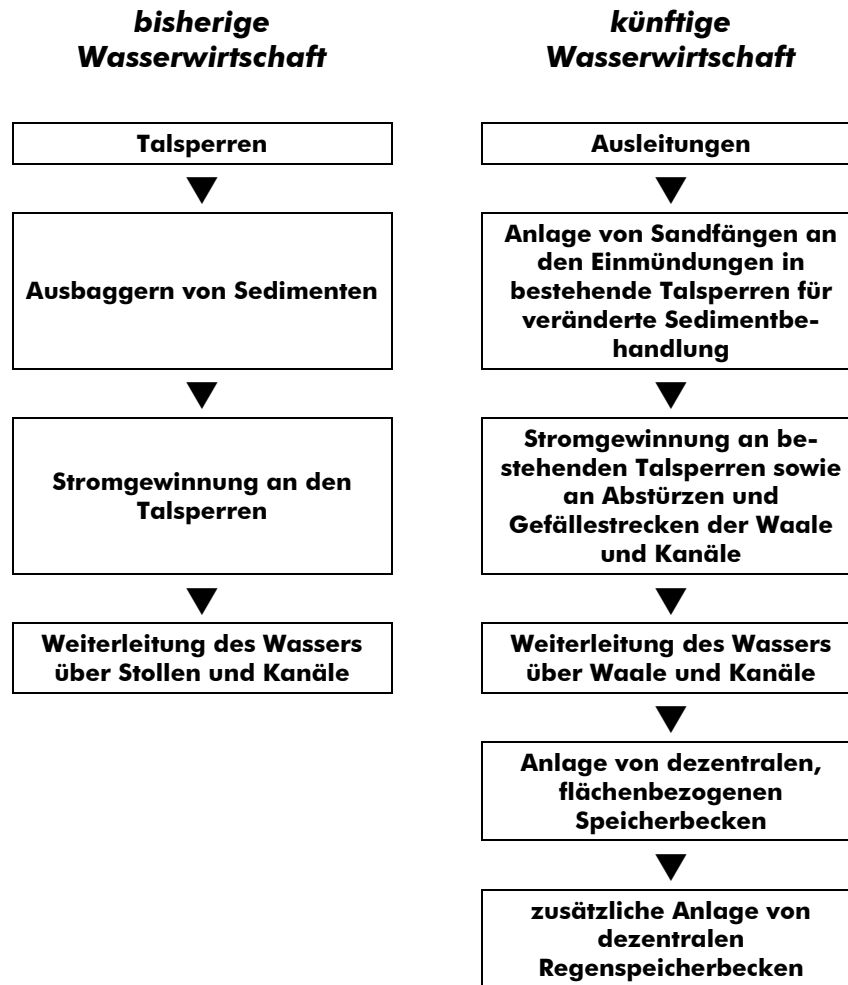 bisherige
Wasserwirtschaft
Talsperren
Ausbaggern von Sedimenten
Stromgewinnung an den
Talsperren
Weiterleitung des Wassers
über Stollen und Kanäle
künftige
Wasserwirtschaft
Ausleitungen
Anlage von Sandfängen an
den Einmündungen in
bestehende Talsperren für
veränderte Sedimentbe-
handlung
Stromgewinnung an be-
stehenden Talsperren sowie
an Abstürzen und
Gefällestrecken der Waale
und Kanäle
Weiterleitung des Wassers
über Waale und Kanäle
Anlage von dezentralen,
flächenbezogenen
Speicherbecken
zusätzliche Anlage von
dezentralen
Regenspeicherbecken